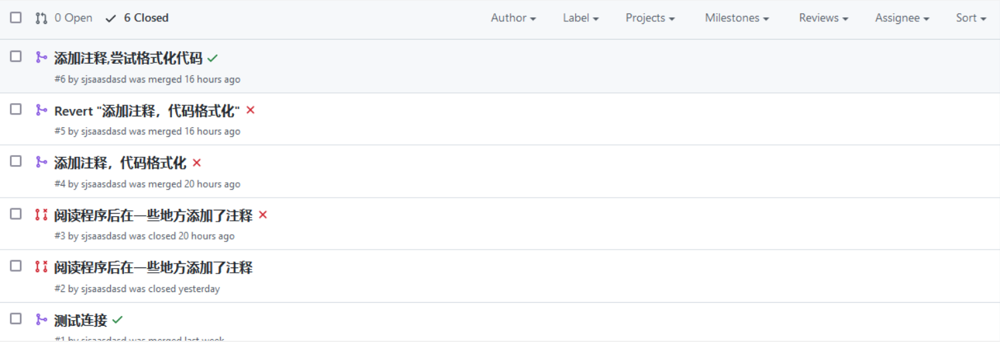 0 Open 6 Closed Author Label Projects Milestones Reviews Assignee Sort
添加注释,尝试格式化代码
#6 by sjsaasdasd was merged 16 hours ago
Revert "添加注释，代码格式化"
#5 by sjsaasdasd was merged 16 hours ago
添加注释，代码格式化
#4 by sjsaasdasd was merged 20 hours ago
阅读程序后在一些地方添加了注释
#3 by sjsaasdasd was closed 20 hours ago
阅读程序后在一些地方添加了注释
#2 by sjsaasdasd was closed yesterday
测试连接
#1 by sjsaasdasd was merged last week